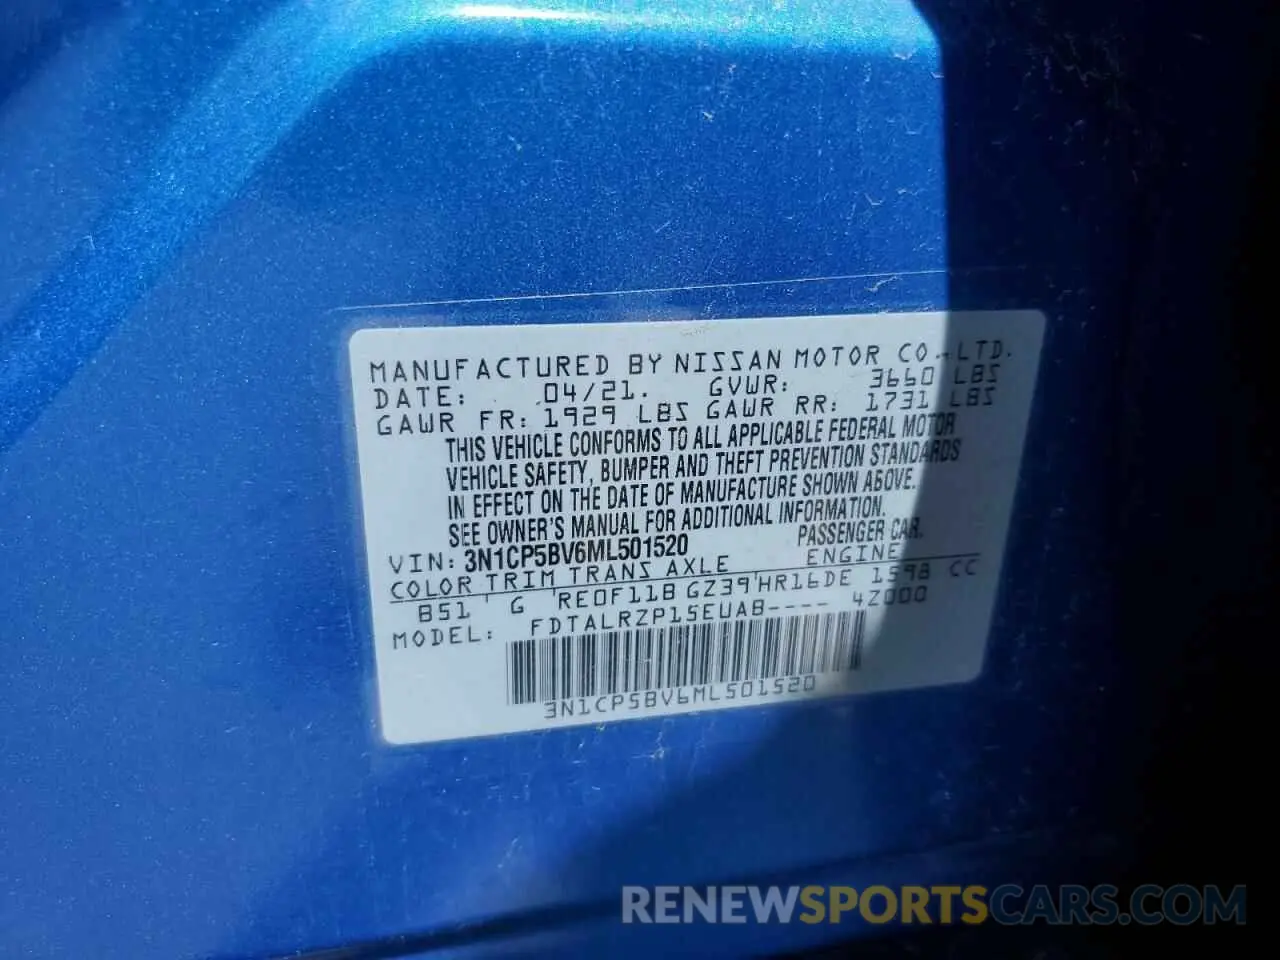 MANUFACTURED BY NISSAN MOTOR CO.,LTD.
DATE: 04/21. GVWR: 3660 LBS
GAWR FR: 1929 LBS GAWR RR: 1731 LBS
THIS VEHICLE CONFORMS TO ALL APPLICABLE FEDERAL MOTOR
VEHICLE SAFETY, BUMPER AND THEFT PREVENTION STANDARDS
IN EFFECT ON THE DATE OF MANUFACTURE SHOWN ABOVE.
SEE OWNER'S MANUAL FOR ADDITIONAL INFORMATION.
VIN: 3N1CP5BV6ML501520 PASSENGER CAR.
COLOR TRIM TRANS AXLE ENGINE
B51 G RE0F11B GZ39 HR16DE 1598 CC
MODEL: FDTALRZP15EUAB---- 4Z000
3N1CP5BV6ML501520
RENEWSPORTSCARS.COM